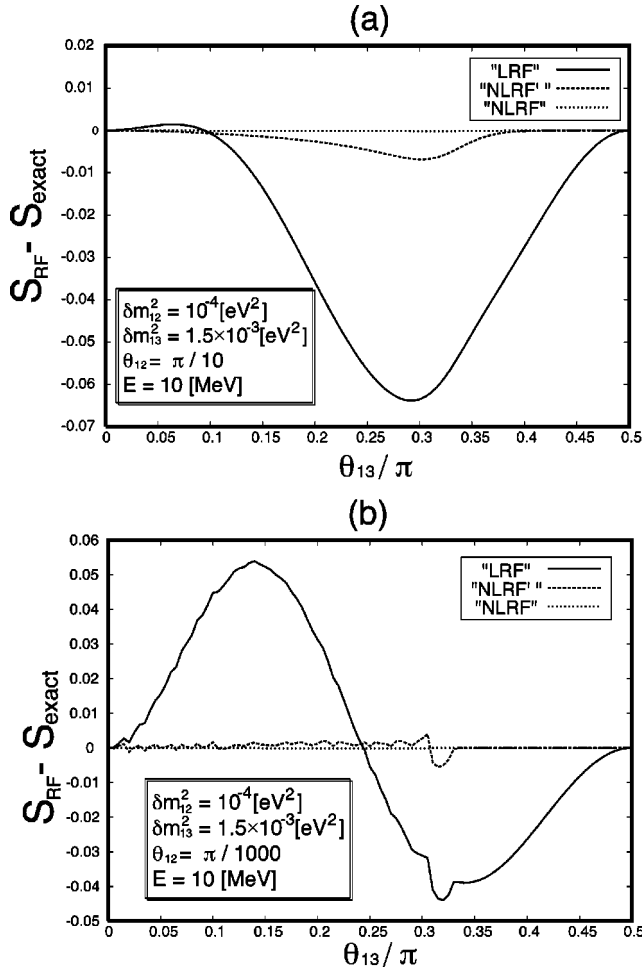 (a)
0.02
0.01
0
-0.01
-0.02
-0.03
-0.04
-0.05
-0.06
-0.07
S_RF - S_exact
"LRF"
"NLRF' "
"NLRF"
δm²₁₂ = 10⁻⁴[eV²]
δm²₁₃ = 1.5×10⁻³[eV²]
θ₁₂ = π / 10
E = 10 [MeV]
0 0.05 0.1 0.15 0.2 0.25 0.3 0.35 0.4 0.45 0.5
θ₁₃/ π
(b)
0.06
0.05
0.04
0.03
0.02
0.01
0
-0.01
-0.02
-0.03
-0.04
-0.05
S_RF - S_exact
"LRF"
"NLRF' "
"NLRF"
δm²₁₂ = 10⁻⁴[eV²]
δm²₁₃ = 1.5×10⁻³[eV²]
θ₁₂ = π / 1000
E = 10 [MeV]
0 0.05 0.1 0.15 0.2 0.25 0.3 0.35 0.4 0.45 0.5
θ₁₃/ π